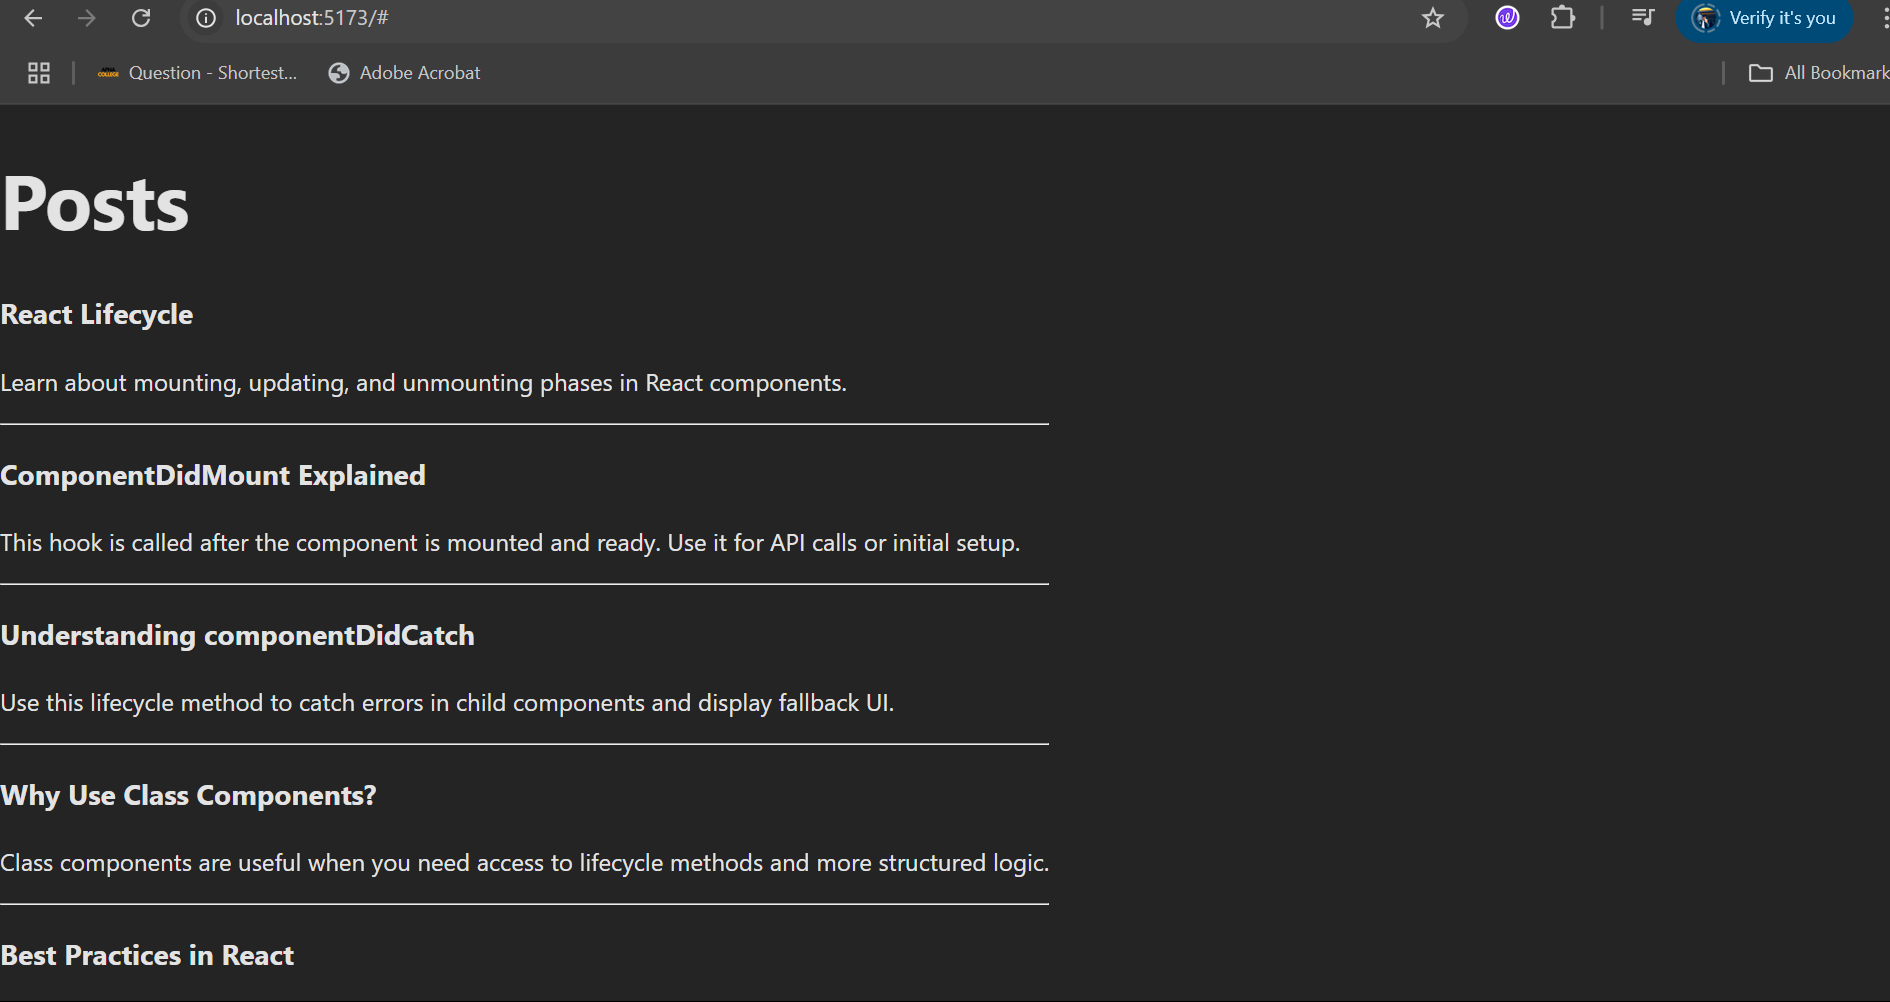 localhost:5173/#
Verify it's you
APNA
COLLEGE
Question - Shortest...
Adobe Acrobat
All Bookmark
Posts
React Lifecycle
Learn about mounting, updating, and unmounting phases in React components.
ComponentDidMount Explained
This hook is called after the component is mounted and ready. Use it for API calls or initial setup.
Understanding componentDidCatch
Use this lifecycle method to catch errors in child components and display fallback UI.
Why Use Class Components?
Class components are useful when you need access to lifecycle methods and more structured logic.
Best Practices in React